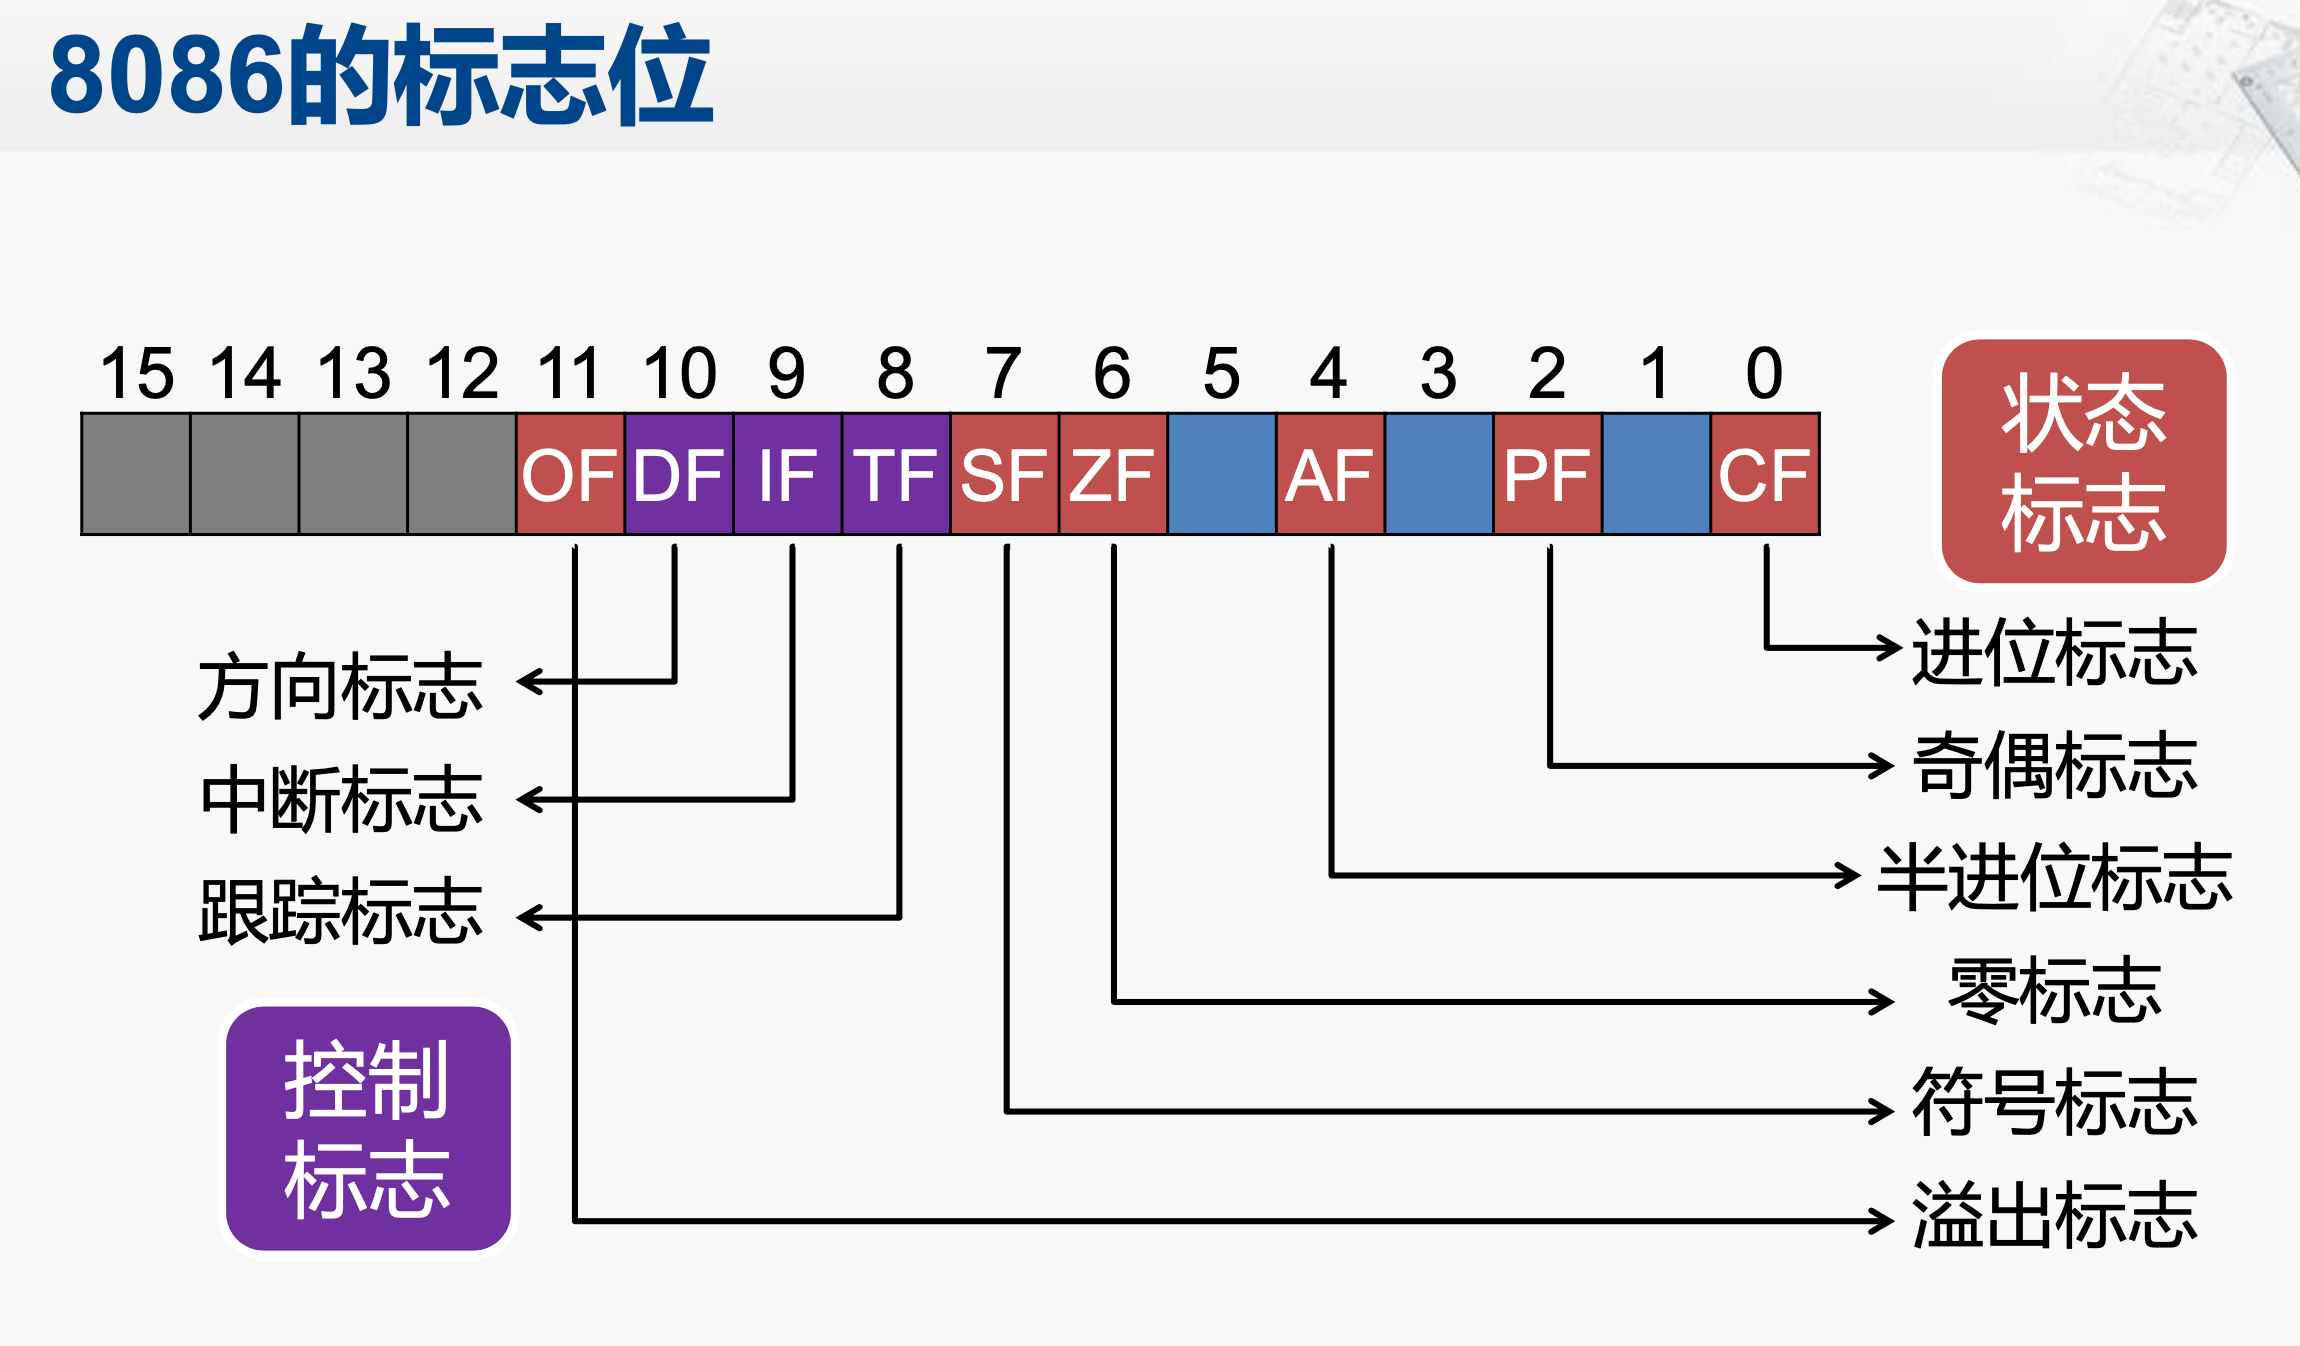 8086的标志位
15 14 13 12 11 10 9 8 7 6 5 4 3 2 1 0
OF DF IF TF SF ZF AF PF CF
状态
标志
方向标志
中断标志
跟踪标志
控制
标志
进位标志
奇偶标志
半进位标志
零标志
符号标志
溢出标志